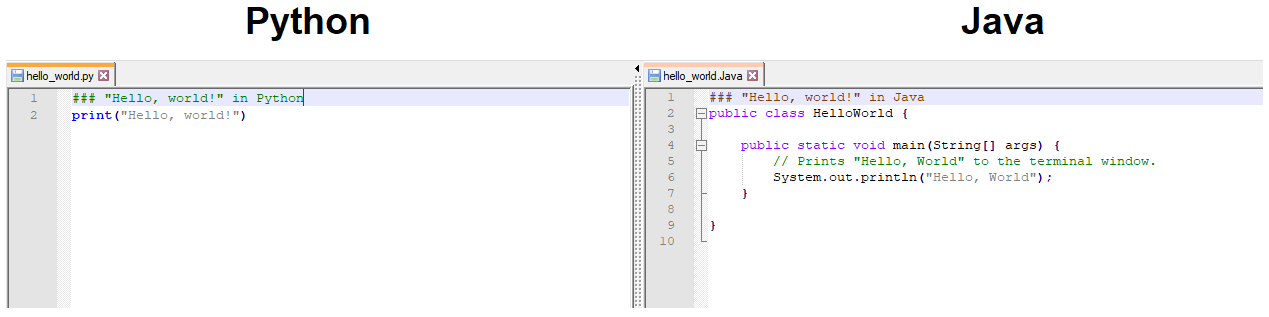 Python
hello_world.py
1 ### "Hello, world!" in Python
2 print("Hello, world!")
Java
hello_world.Java
1 ### "Hello, world!" in Java
2 public class HelloWorld {
3
4     public static void main(String[] args) {
5         // Prints "Hello, World" to the terminal window.
6         System.out.println("Hello, World");
7     }
8
9 }
10